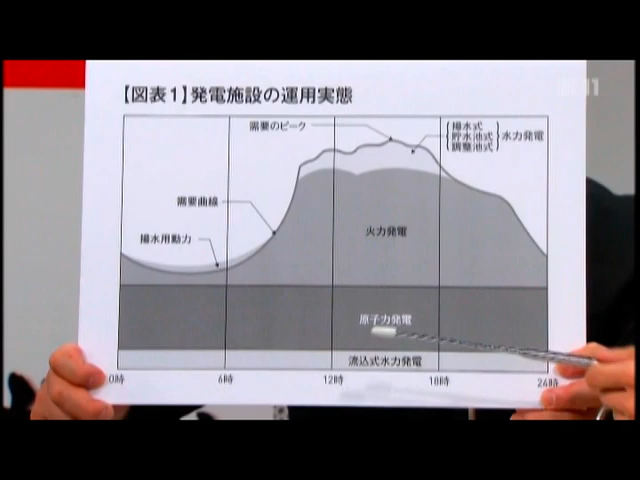 【図表1】発電施設の運用実態
需要のピーク
揚水式
貯水池式
調整池式
水力発電
需要曲線
揚水用動力
火力発電
原子力発電
流込式水力発電
0時
6時
12時
18時
24時